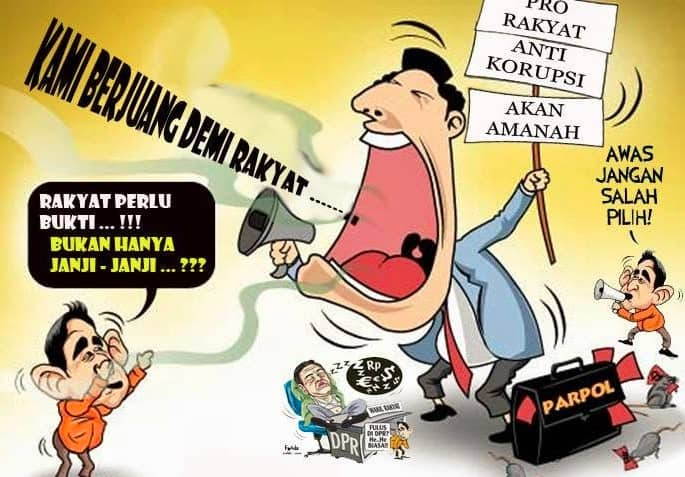 KAMI BERJUANG DEMI RAKYAT ......
PRO
RAKYAT
ANTI
KORUPSI
AKAN
AMANAH
AWAS
JANGAN
SALAH
PILIH!
RAKYAT PERLU
BUKTI ... !!!
BUKAN HANYA
JANJI - JANJI ... ???
zzzz
Rp
WAKIL RAKYAT
DPR
FULUS
DI DPR?
He..He
BIASA!!
PARPOL